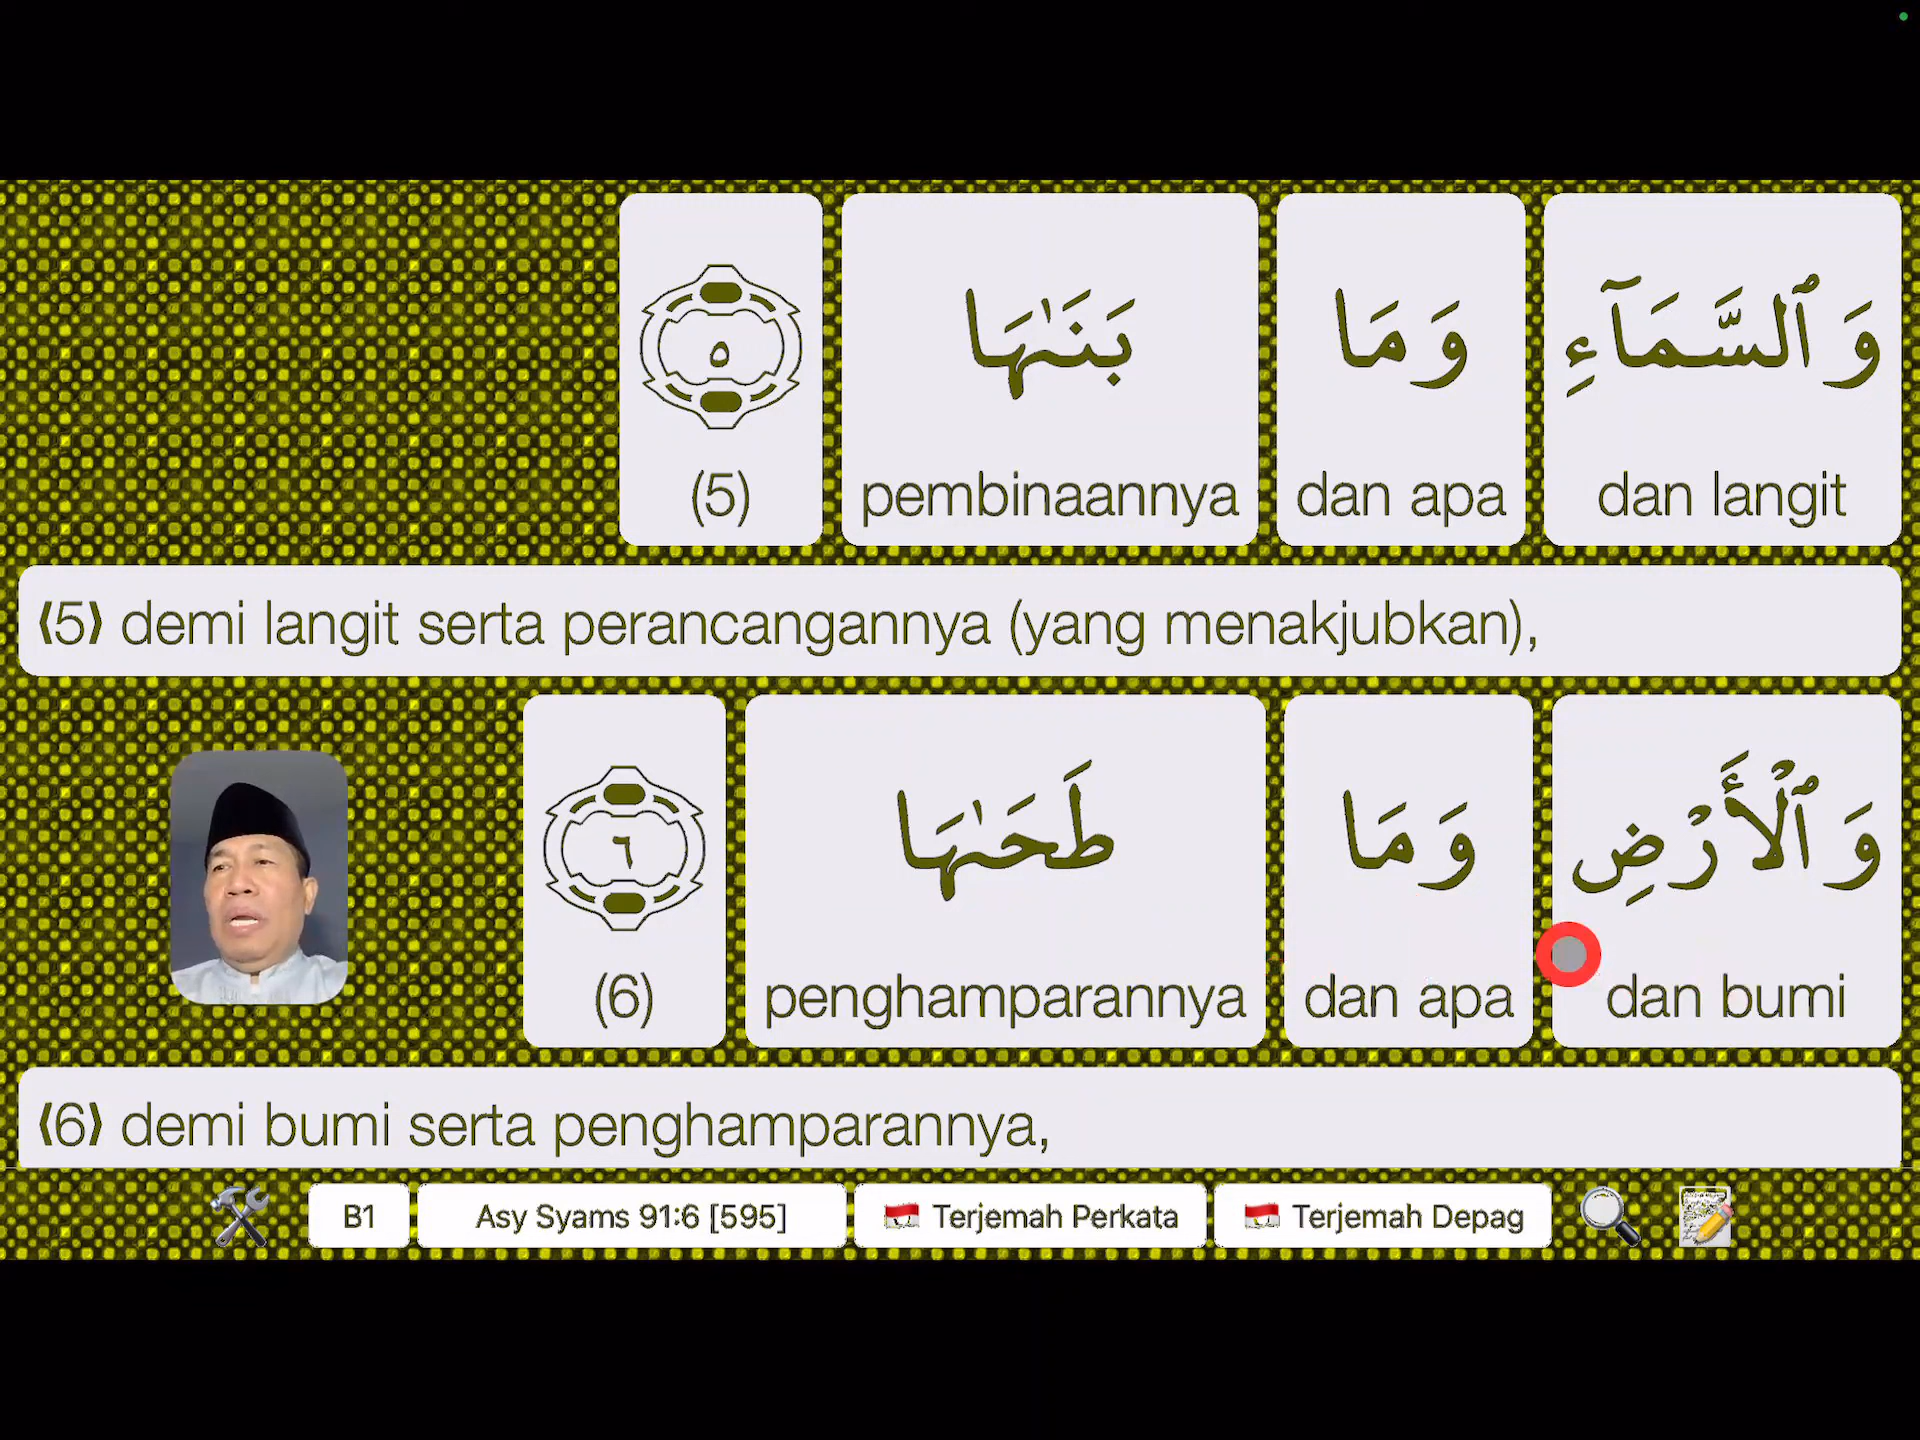 وَٱلسَّمَآءِ وَمَا بَنَىٰهَا ٥
dan langit dan apa pembinaannya (5)
⟨5⟩ demi langit serta perancangannya (yang menakjubkan),
وَٱلْأَرْضِ وَمَا طَحَىٰهَا ٦
dan bumi dan apa penghamparannya (6)
⟨6⟩ demi bumi serta penghamparannya,
B1 Asy Syams 91:6 [595] Terjemah Perkata Terjemah Depag